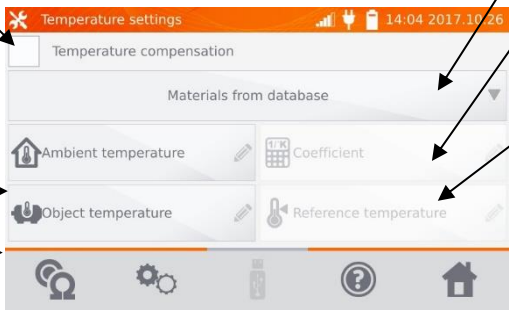 Temperature settings 14:04 2017.10.26
Temperature compensation
Materials from database
Ambient temperature 1/°K Coefficient
Object temperature Reference temperature